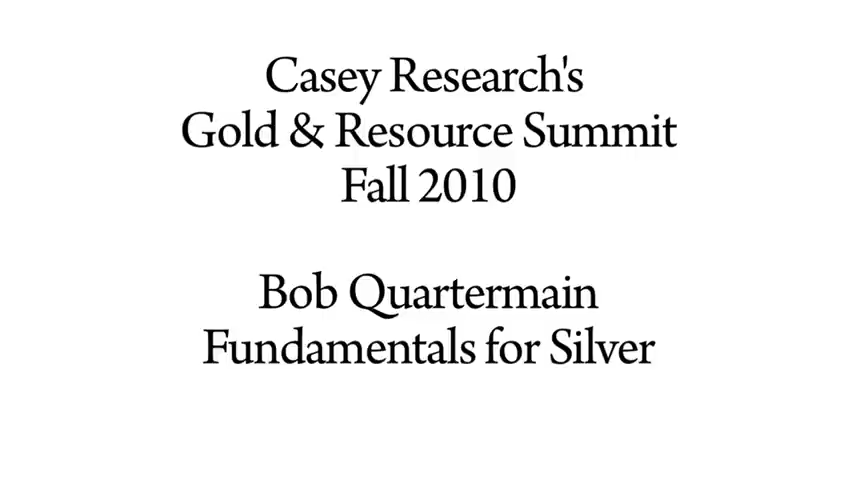 Casey Research's
Gold & Resource Summit
Fall 2010
Bob Quartermain
Fundamentals for Silver